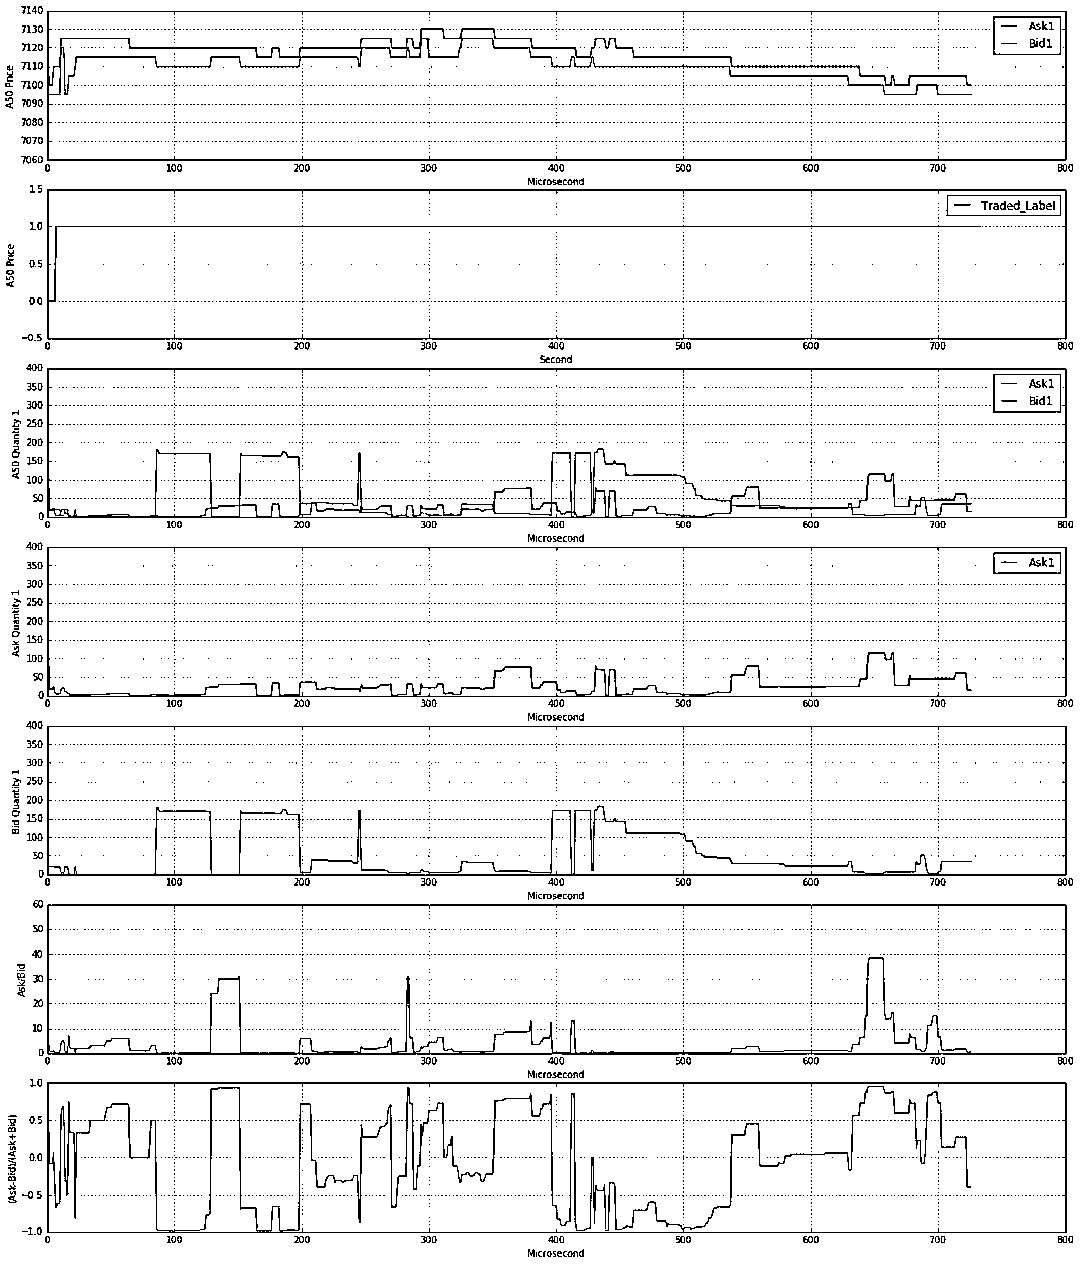 7140
7130
7120
7110
7100
7090
7080
7070
7060
A50 Price
Ask1
Bid1
0 100 200 300 400 500 600 700 800
Microsecond
1.5
1.0
0.5
0.0
−0.5
A50 Price
Traded_Label
0 100 200 300 400 500 600 700 800
Second
400
350
300
250
200
150
100
50
0
A50 Quantity 1
Ask1
Bid1
0 100 200 300 400 500 600 700 800
Microsecond
400
350
300
250
200
150
100
50
0
Ask Quantity 1
Ask1
0 100 200 300 400 500 600 700 800
Microsecond
400
350
300
250
200
150
100
50
0
Bid Quantity 1
0 100 200 300 400 500 600 700 800
Microsecond
60
50
40
30
20
10
0
Ask/Bid
0 100 200 300 400 500 600 700 800
Microsecond
1.0
0.5
0.0
−0.5
−1.0
(Ask-Bid)/(Ask+Bid)
0 100 200 300 400 500 600 700 800
Microsecond